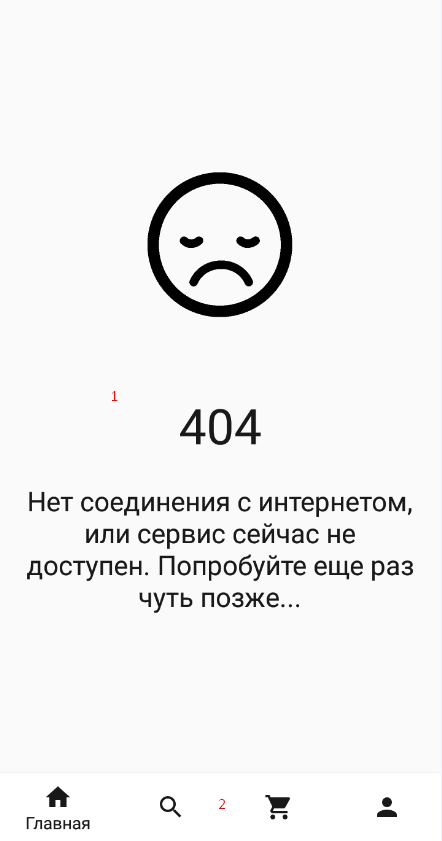 1
404
Нет соединения с интернетом,
или сервис сейчас не
доступен. Попробуйте еще раз
чуть позже...
2
Главная